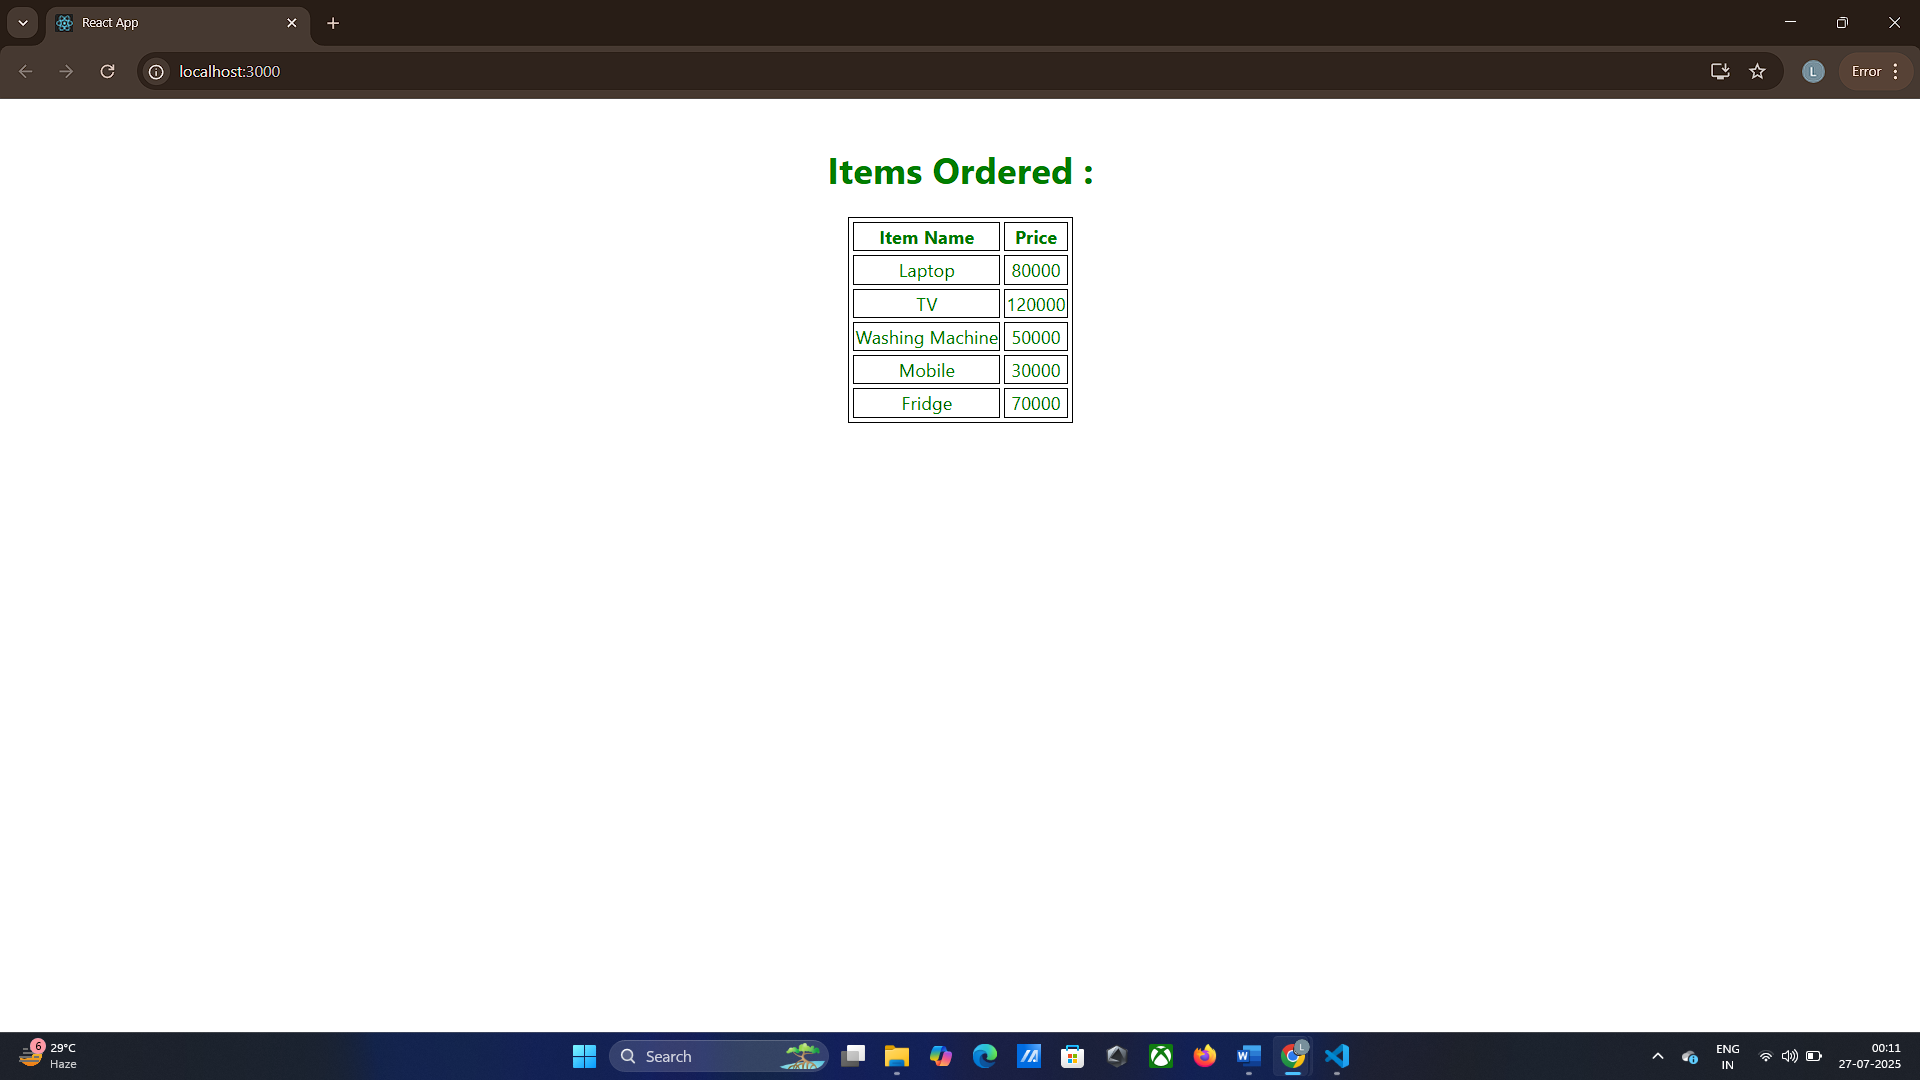 React App
localhost:3000
L
Error
Items Ordered :
Item Name Price
Laptop 80000
TV 120000
Washing Machine 50000
Mobile 30000
Fridge 70000
6
29°C
Haze
Search
W
L
ENG
IN
00:11
27-07-2025